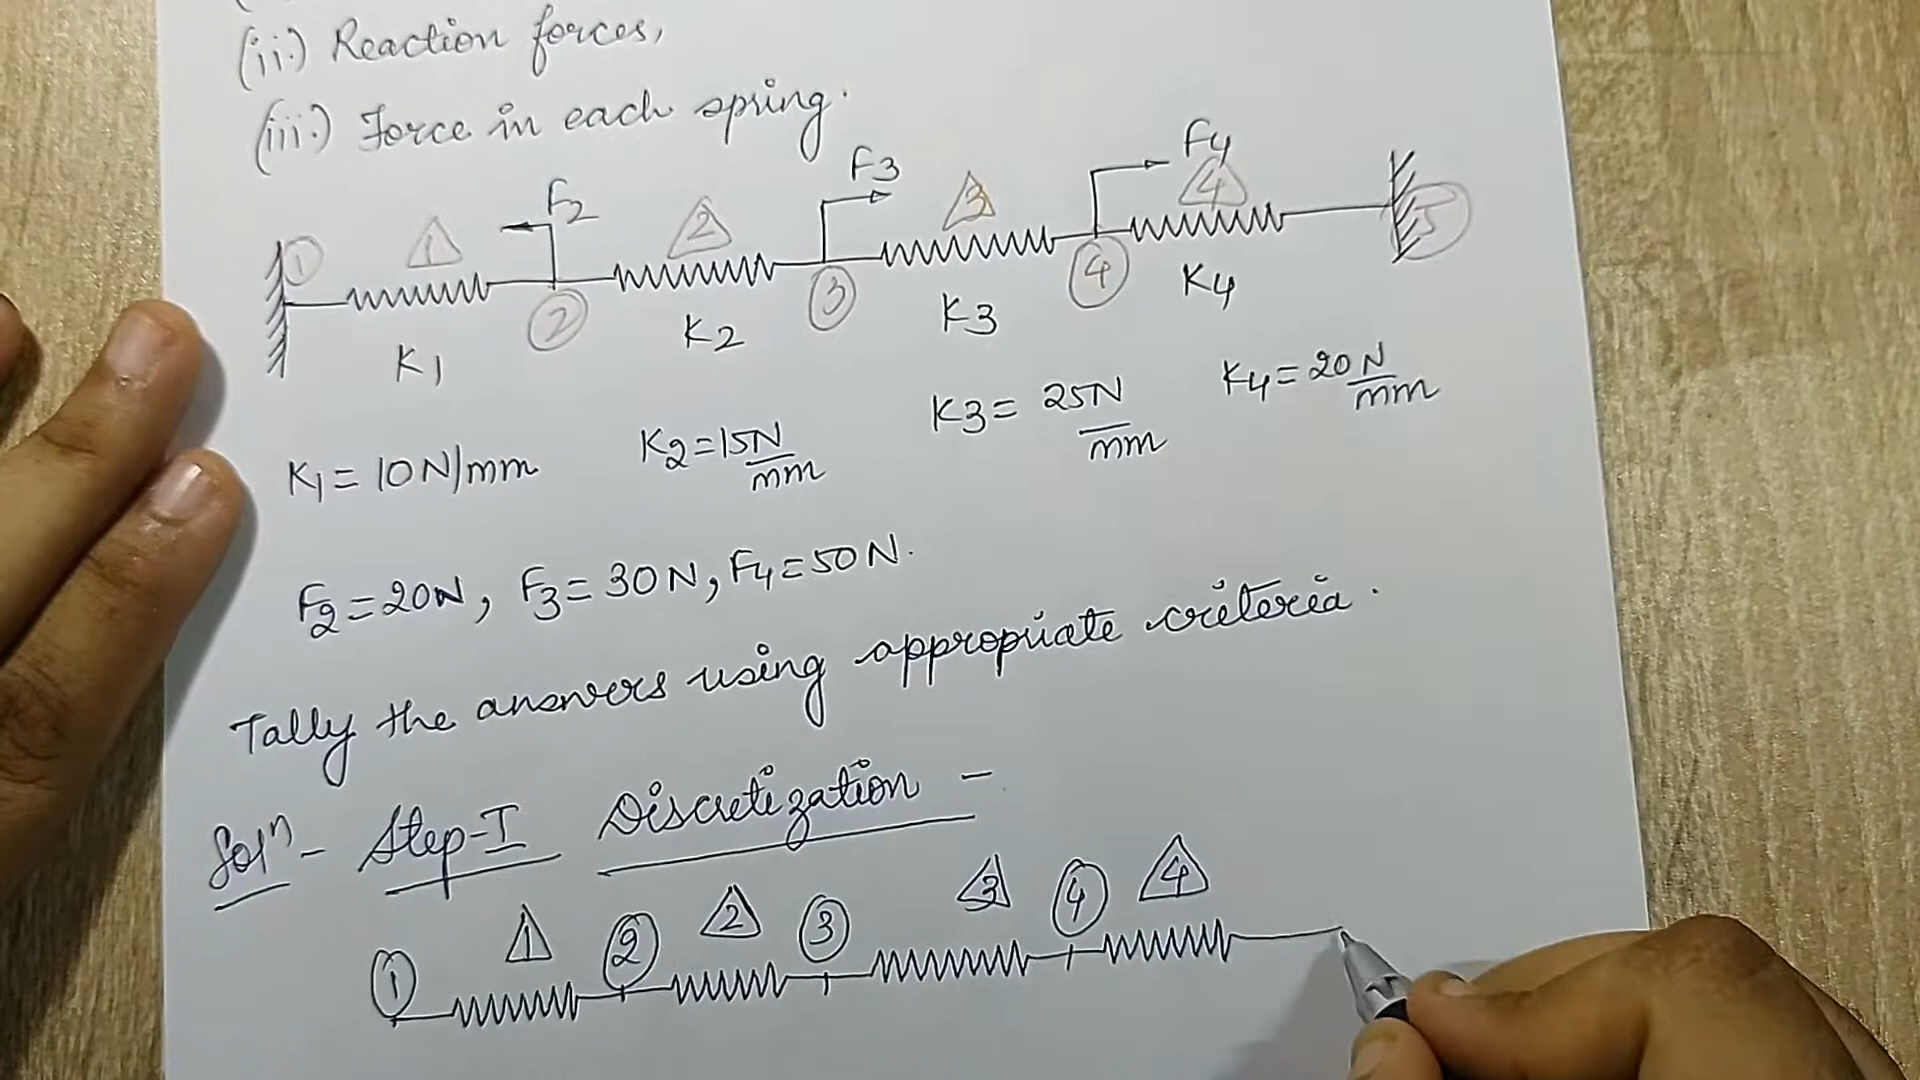 (ii) Reaction forces,
(iii) Force in each spring.
F2 F3 F4
1 1 2 2 3 3 4 4 5
K1 K2 K3 K4
K1 = 10N/mm K2 = 15N/mm K3 = 25N/mm K4 = 20N/mm
F2 = 20N, F3 = 30N, F4 = 50N.
Tally the answers using appropriate criteria.
Solⁿ - Step-I Discretization -
1 1 2 2 3 3 4 4